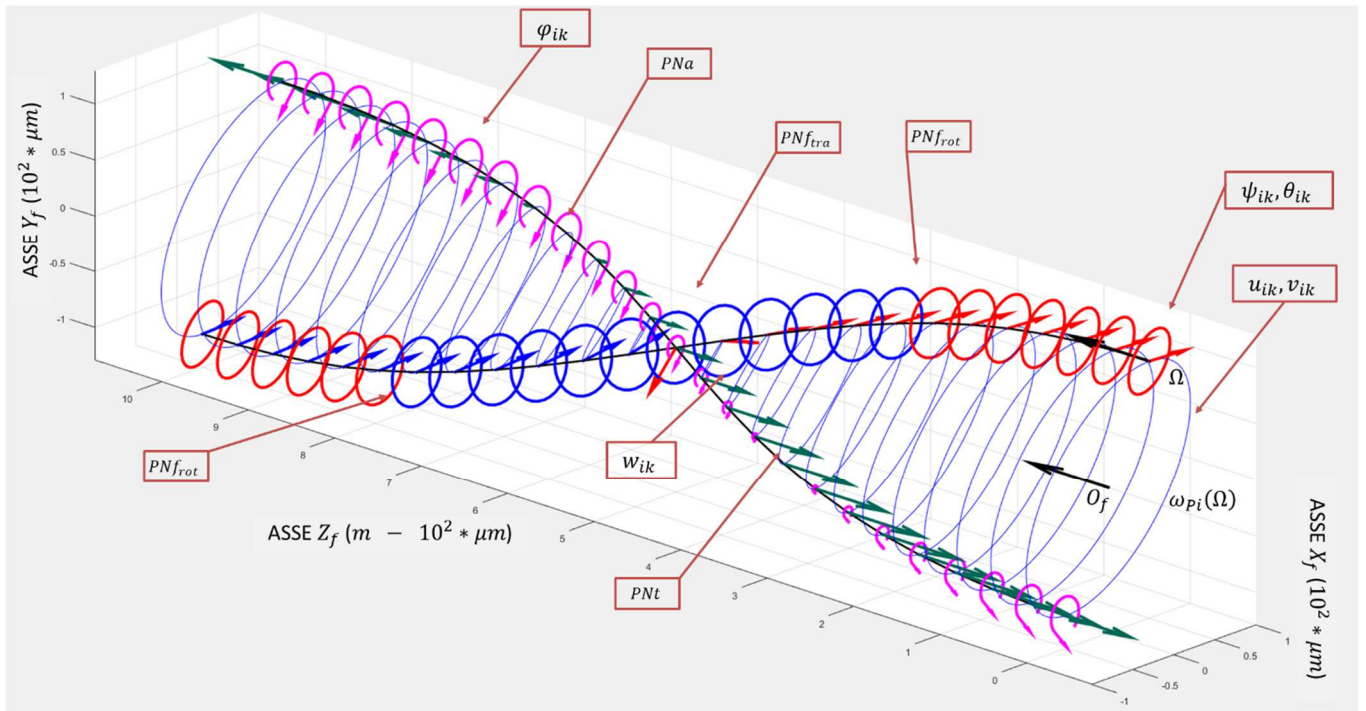 φ_ik
PNa
PNf_tra
PNf_rot
ψ_ik, θ_ik
u_ik, v_ik
ASSE Y_f (10^2 * μm)
1
0.5
0
-0.5
-1
Ω
O_f
ω_Pi(Ω)
PNf_rot
w_ik
PNt
ASSE Z_f (m − 10^2 * μm)
10
9
8
7
6
5
4
3
2
1
0
ASSE X_f (10^2 * μm)
1
0.5
0
-0.5
-1